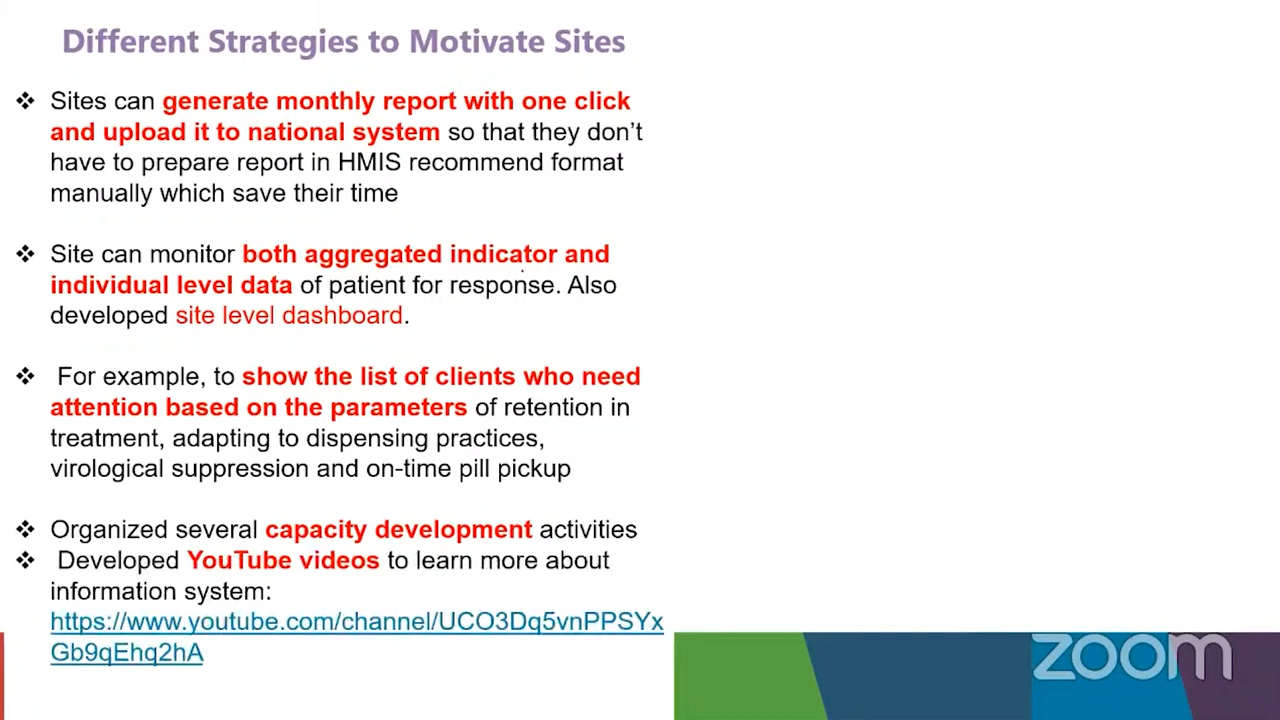 Different Strategies to Motivate Sites
❖ Sites can generate monthly report with one click
and upload it to national system so that they don’t
have to prepare report in HMIS recommend format
manually which save their time
❖ Site can monitor both aggregated indicator and
individual level data of patient for response. Also
developed site level dashboard.
❖ For example, to show the list of clients who need
attention based on the parameters of retention in
treatment, adapting to dispensing practices,
virological suppression and on-time pill pickup
❖ Organized several capacity development activities
❖ Developed YouTube videos to learn more about
information system:
https://www.youtube.com/channel/UCO3Dq5vnPPSYx
Gb9qEhq2hA
zoom